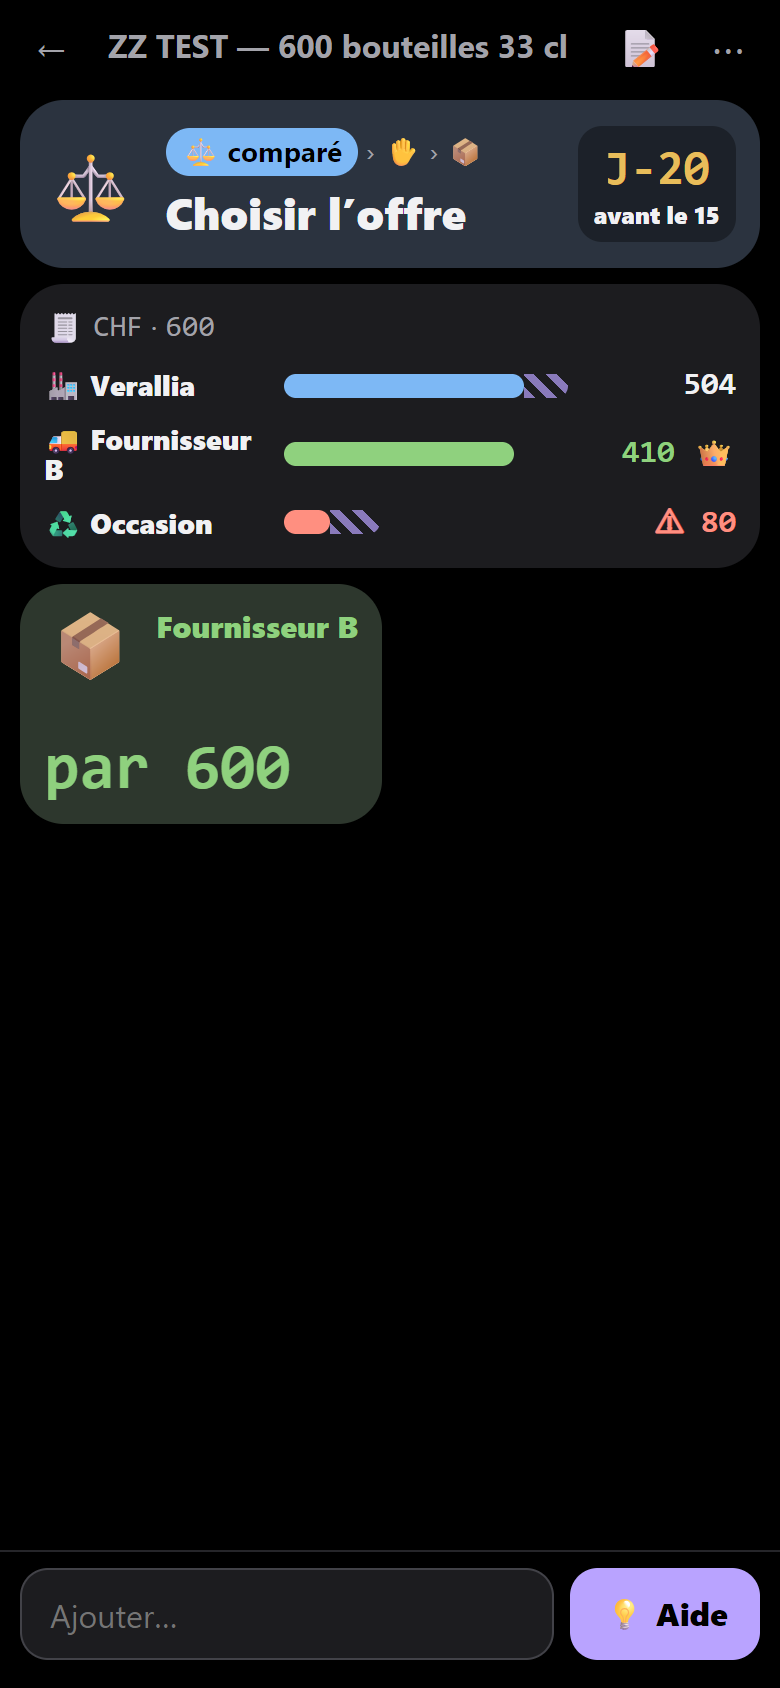 ← ZZ TEST — 600 bouteilles 33 cl …
comparé › ›
Choisir l’offre
J-20
avant le 15
CHF · 600
Verallia 504
Fournisseur B 410
Occasion ⚠ 80
Fournisseur B
par 600
Ajouter…
Aide